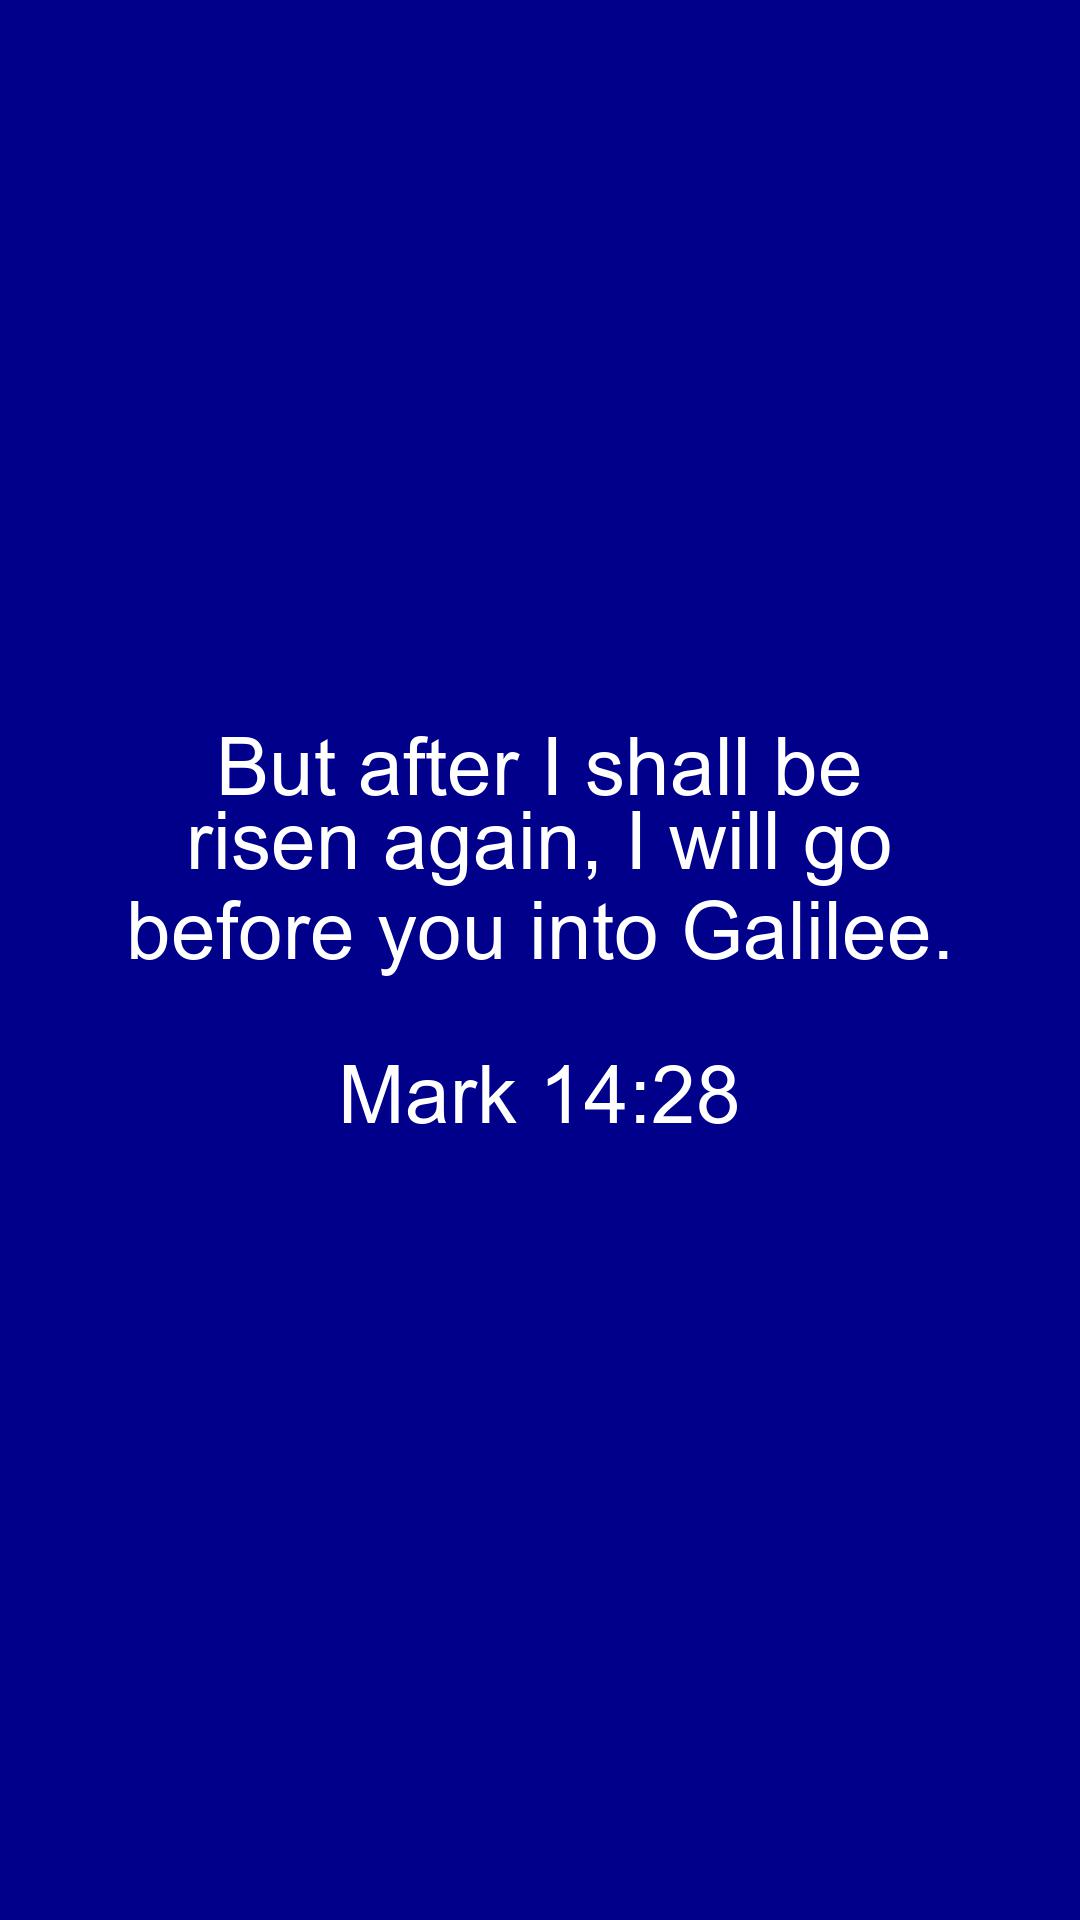 But after I shall be
risen again, I will go
before you into Galilee.
Mark 14:28